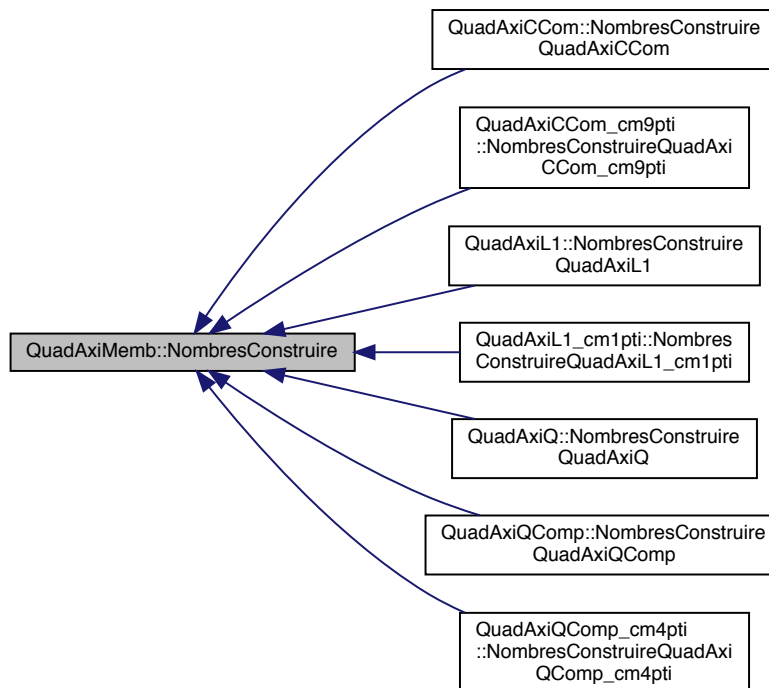 QuadAxiCCom::NombresConstruire
QuadAxiCCom
QuadAxiCCom_cm9pti
::NombresConstruireQuadAxi
CCom_cm9pti
QuadAxiL1::NombresConstruire
QuadAxiL1
QuadAxiMemb::NombresConstruire
QuadAxiL1_cm1pti::Nombres
ConstruireQuadAxiL1_cm1pti
QuadAxiQ::NombresConstruire
QuadAxiQ
QuadAxiQComp::NombresConstruire
QuadAxiQComp
QuadAxiQComp_cm4pti
::NombresConstruireQuadAxi
QComp_cm4pti